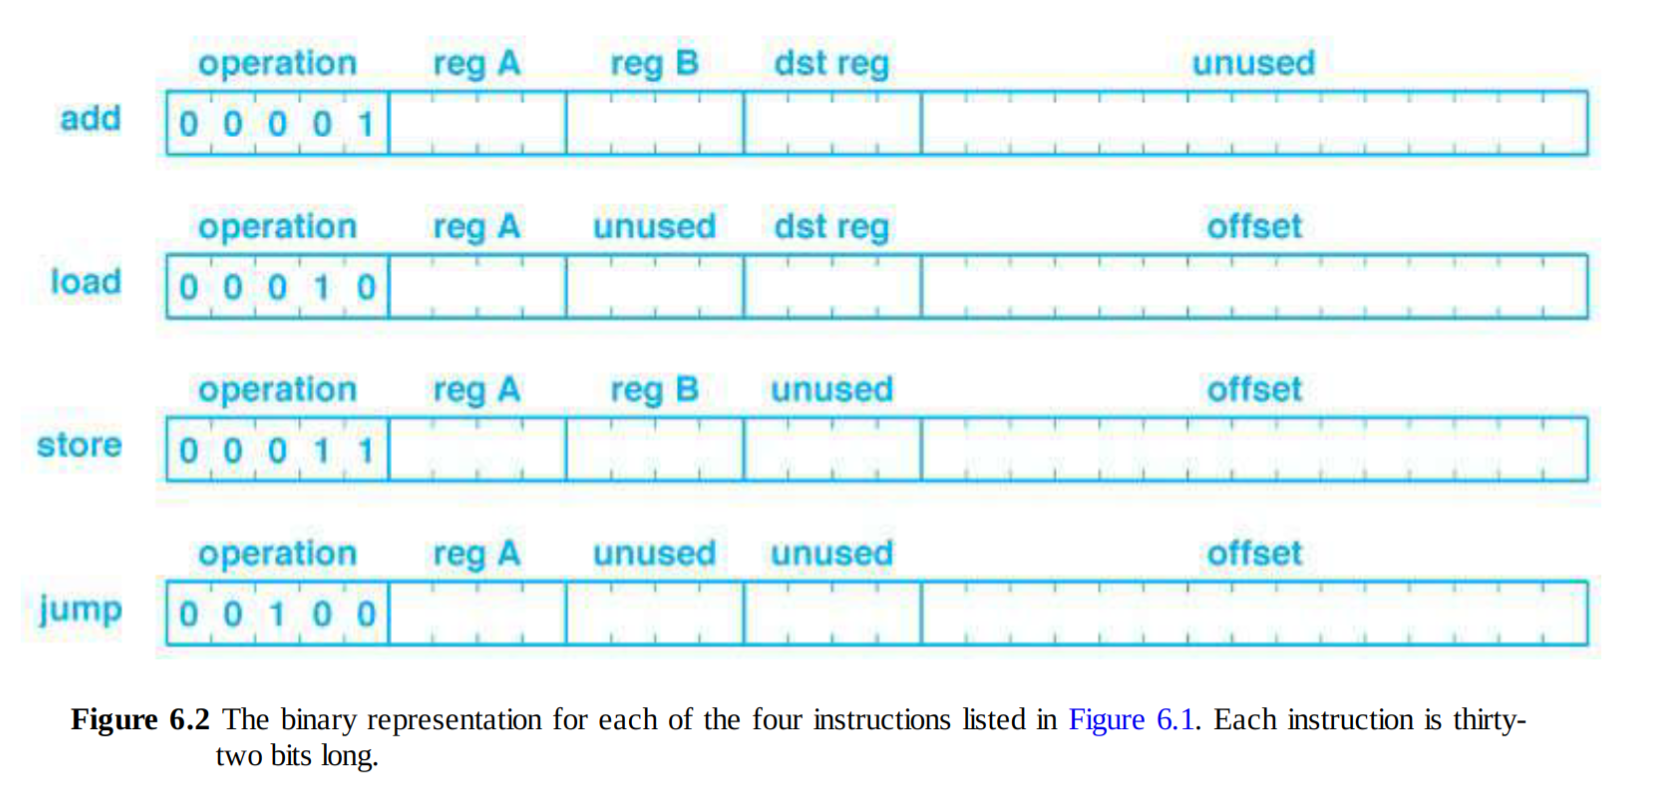 operation reg A reg B dst reg unused
add 0 0 0 0 1
operation reg A unused dst reg offset
load 0 0 0 1 0
operation reg A reg B unused offset
store 0 0 0 1 1
operation reg A unused unused offset
jump 0 0 1 0 0
Figure 6.2 The binary representation for each of the four instructions listed in Figure 6.1. Each instruction is thirty-
two bits long.